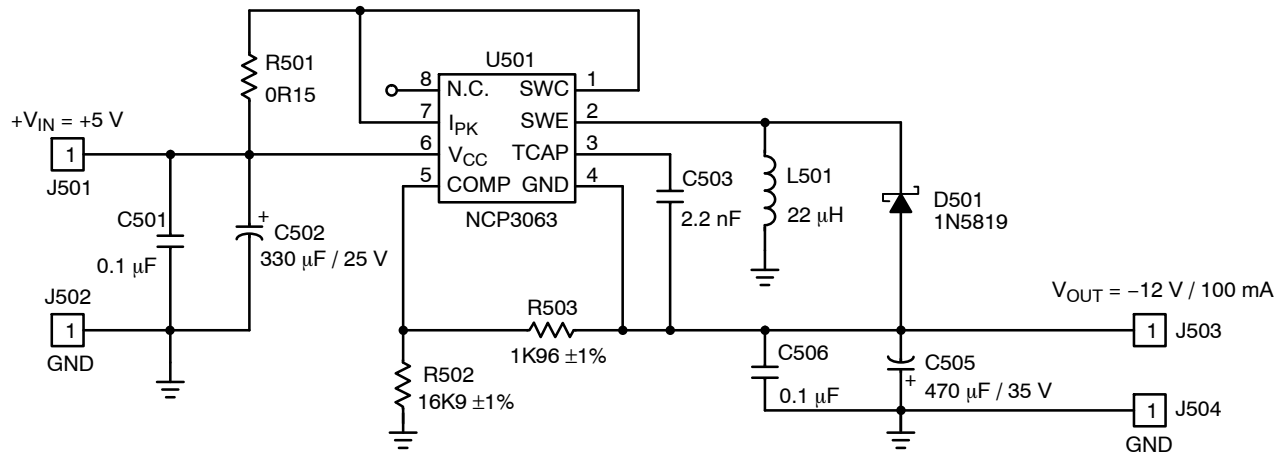 U501
R501
0R15
8 N.C. SWC 1
7 IPK SWE 2
6 VCC TCAP 3
5 COMP GND 4
NCP3063
+VIN = +5 V
1
J501
C501
0.1 μF
+
C502
330 μF / 25 V
J502
1
GND
C503
2.2 nF
L501
22 μH
D501
1N5819
R503
1K96 ±1%
R502
16K9 ±1%
VOUT = −12 V / 100 mA
1 J503
C506
0.1 μF
C505
+
470 μF / 35 V
1 J504
GND